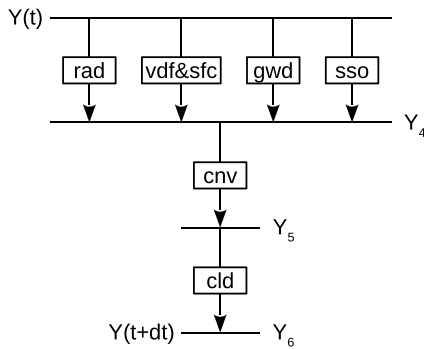 Y(t)
rad vdf&sfc gwd sso
Y4
cnv
Y5
cld
Y(t+dt) Y6